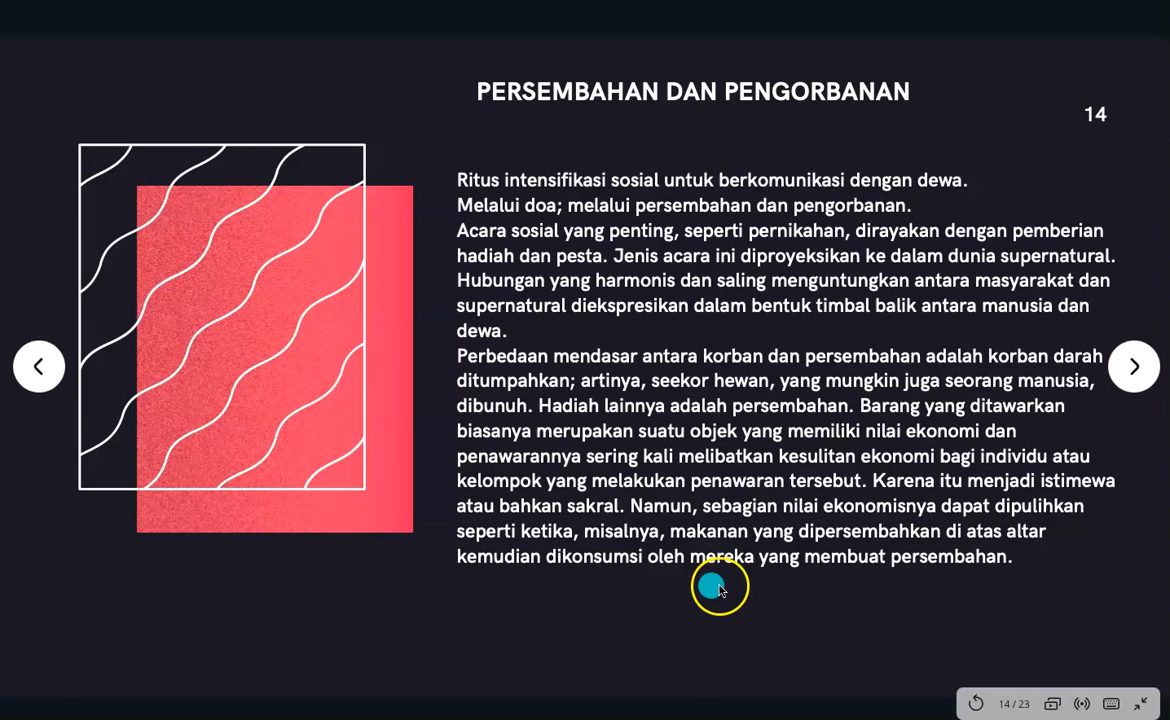 PERSEMBAHAN DAN PENGORBANAN
14
Ritus intensifikasi sosial untuk berkomunikasi dengan dewa.
Melalui doa; melalui persembahan dan pengorbanan.
Acara sosial yang penting, seperti pernikahan, dirayakan dengan pemberian
hadiah dan pesta. Jenis acara ini diproyeksikan ke dalam dunia supernatural.
Hubungan yang harmonis dan saling menguntungkan antara masyarakat dan
supernatural diekspresikan dalam bentuk timbal balik antara manusia dan
dewa.
Perbedaan mendasar antara korban dan persembahan adalah korban darah
ditumpahkan; artinya, seekor hewan, yang mungkin juga seorang manusia,
dibunuh. Hadiah lainnya adalah persembahan. Barang yang ditawarkan
biasanya merupakan suatu objek yang memiliki nilai ekonomi dan
penawarannya sering kali melibatkan kesulitan ekonomi bagi individu atau
kelompok yang melakukan penawaran tersebut. Karena itu menjadi istimewa
atau bahkan sakral. Namun, sebagian nilai ekonomisnya dapat dipulihkan
seperti ketika, misalnya, makanan yang dipersembahkan di atas altar
kemudian dikonsumsi oleh mereka yang membuat persembahan.
14 / 23